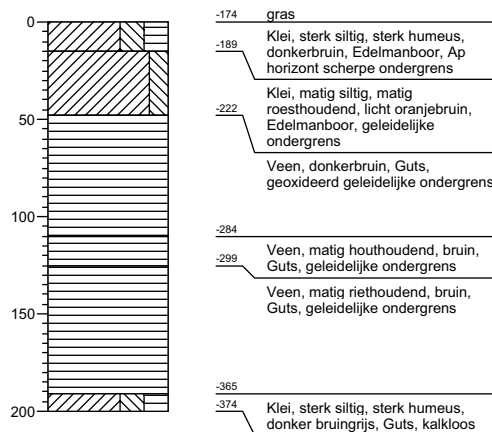 0
50
100
150
200
-174
gras
-189
Klei, sterk siltig, sterk humeus,
donkerbruin, Edelmanboor, Ap
horizont scherpe ondergrens
-222
Klei, matig siltig, matig
roesthoudend, licht oranjebruin,
Edelmanboor, geleidelijke
ondergrens
Veen, donkerbruin, Guts,
geoxideerd geleidelijke ondergrens
-284
Veen, matig houthoudend, bruin,
Guts, geleidelijke ondergrens
-299
Veen, matig riethoudend, bruin,
Guts, geleidelijke ondergrens
-365
Klei, sterk siltig, sterk humeus,
donker bruingrijs, Guts, kalkloos
-374